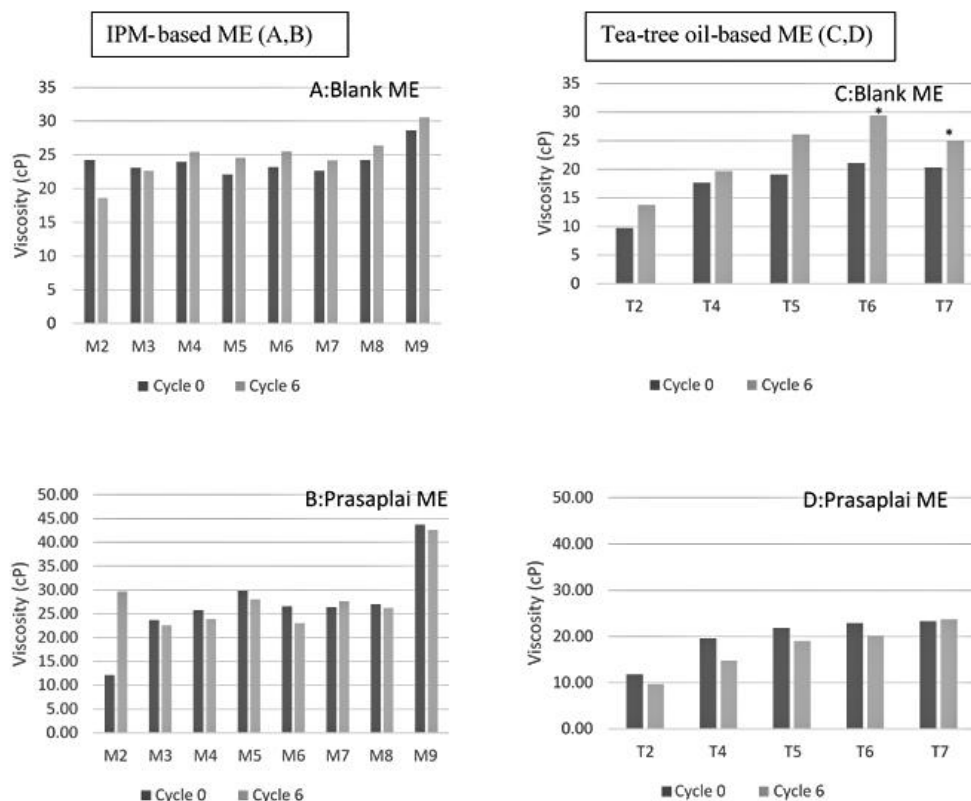 IPM-based ME (A,B)
Tea-tree oil-based ME (C,D)
A:Blank ME
Viscosity (cP)
35
30
25
20
15
10
5
0
M2 M3 M4 M5 M6 M7 M8 M9
Cycle 0 Cycle 6
C:Blank ME
Viscosity (cP)
35
30
25
20
15
10
5
0
* *
T2 T4 T5 T6 T7
Cycle 0 Cycle 6
B:Prasaplai ME
Viscosity (cP)
50.00
45.00
40.00
35.00
30.00
25.00
20.00
15.00
10.00
5.00
0.00
M2 M3 M4 M5 M6 M7 M8 M9
Cycle 0 Cycle 6
D:Prasaplai ME
Viscosity (cP)
50.00
40.00
30.00
20.00
10.00
0.00
T2 T4 T5 T6 T7
Cycle 0 Cycle 6